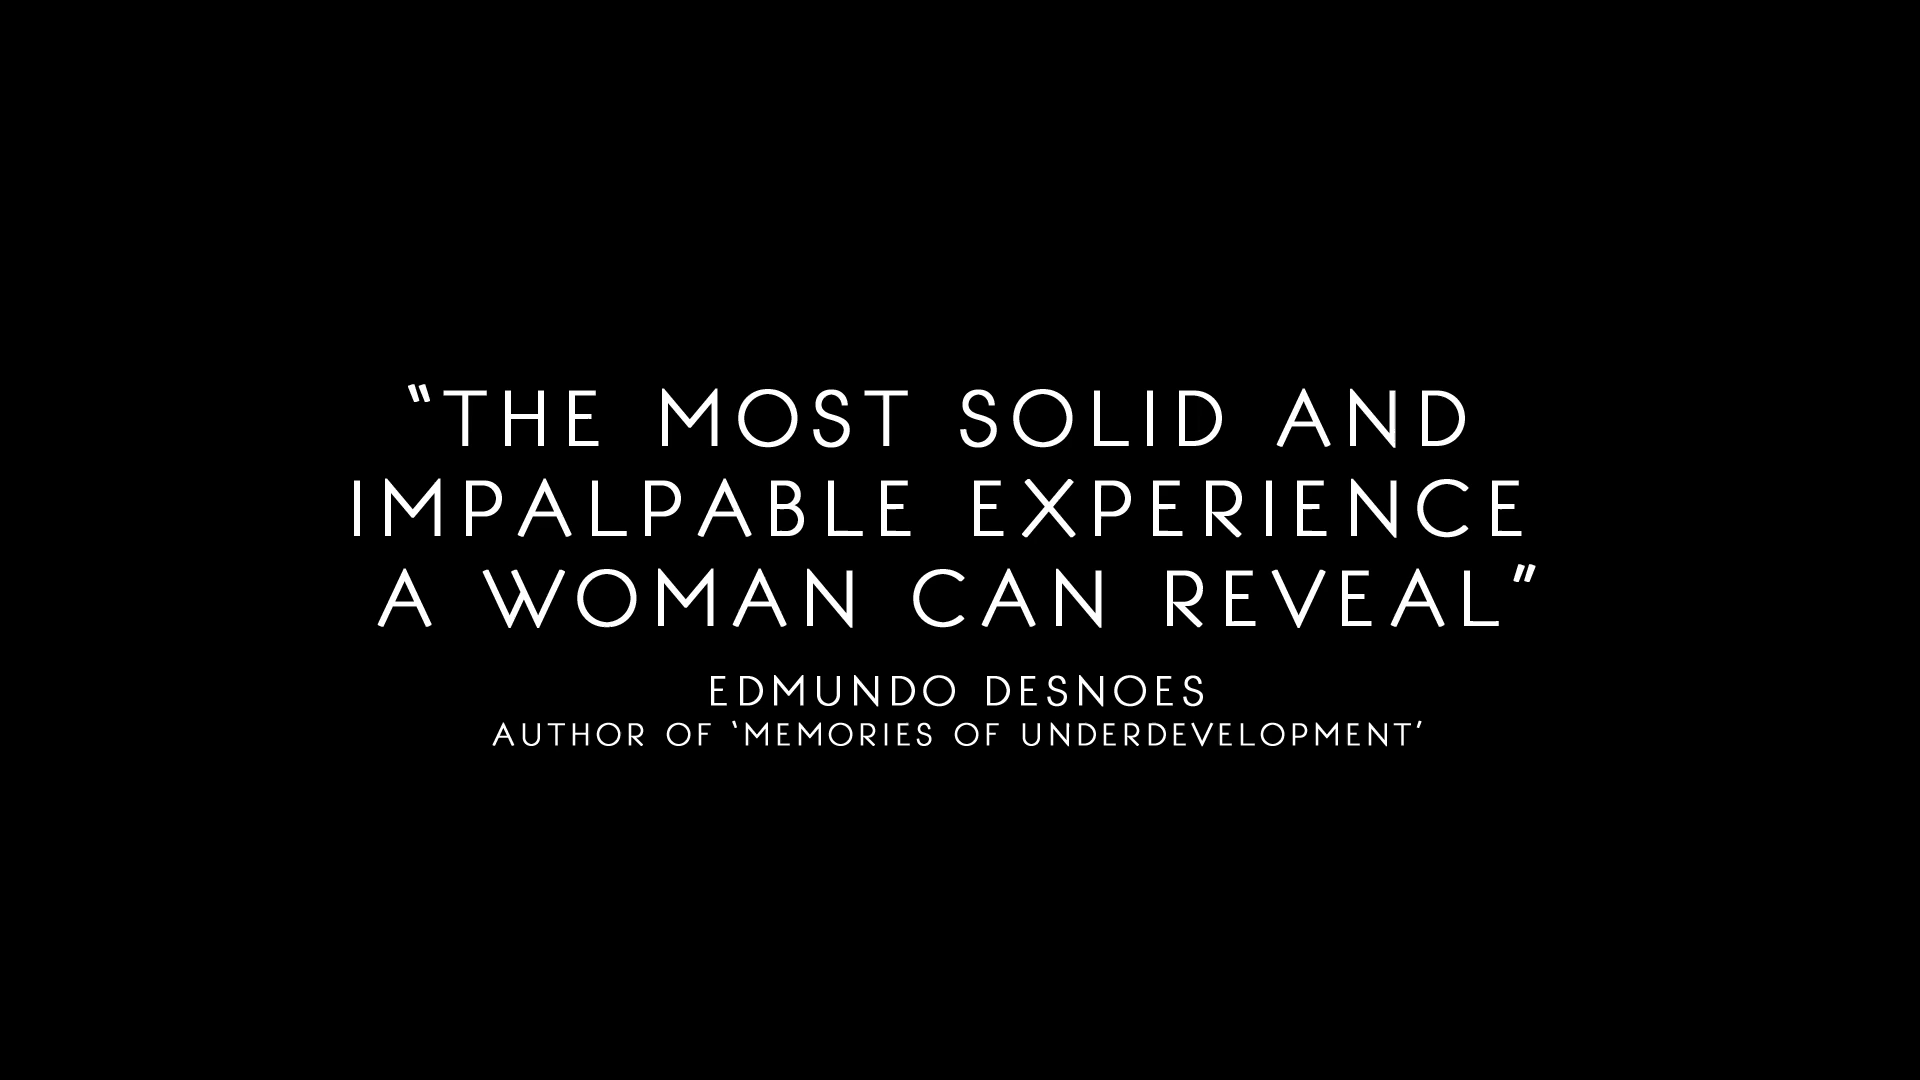 “THE MOST SOLID AND
IMPALPABLE EXPERIENCE
A WOMAN CAN REVEAL”
EDMUNDO DESNOES
AUTHOR OF ‘MEMORIES OF UNDERDEVELOPMENT’